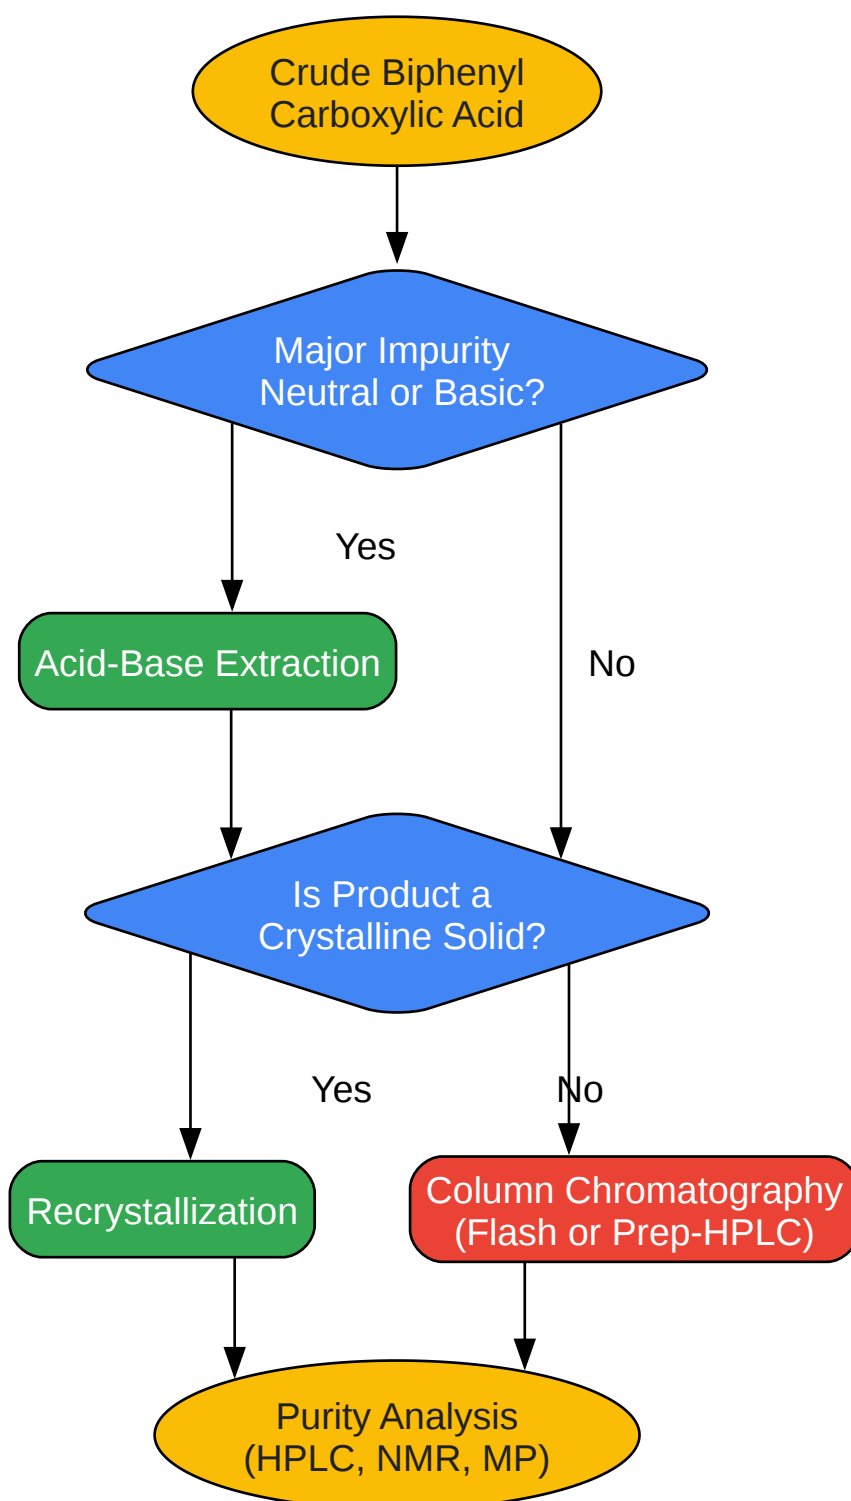 Crude Biphenyl
Carboxylic Acid
Major Impurity
Neutral or Basic?
Yes
Acid-Base Extraction
No
Is Product a
Crystalline Solid?
Yes
No
Recrystallization
Column Chromatography
(Flash or Prep-HPLC)
Purity Analysis
(HPLC, NMR, MP)